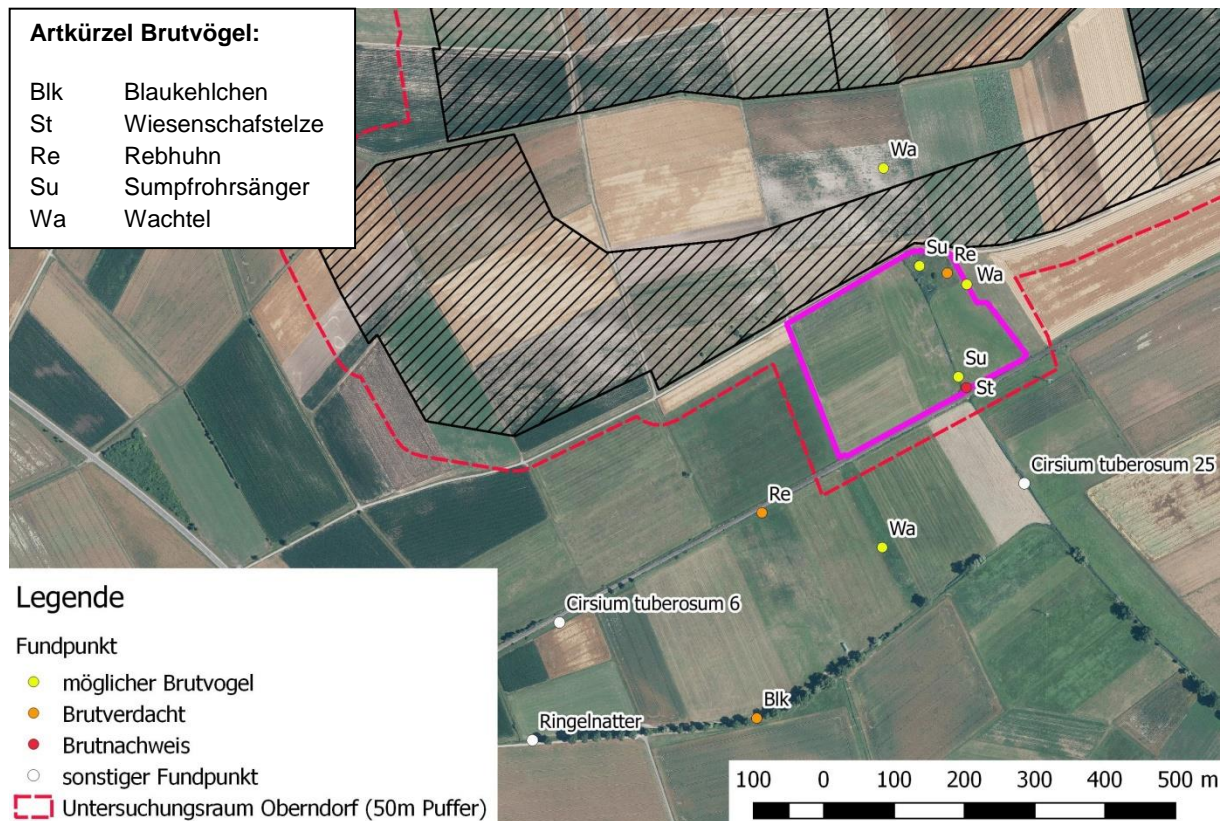 Artkürzel Brutvögel:
Blk Blaukehlchen
St Wiesenschafstelze
Re Rebhuhn
Su Sumpfrohrsänger
Wa Wachtel
Wa
Su
Re
Wa
Su
St
Cirsium tuberosum 25
Re
Wa
Cirsium tuberosum 6
Blk
Ringelnatter
Legende
Fundpunkt
möglicher Brutvogel
Brutverdacht
Brutnachweis
sonstiger Fundpunkt
Untersuchungsraum Oberndorf (50m Puffer)
100 0 100 200 300 400 500 m